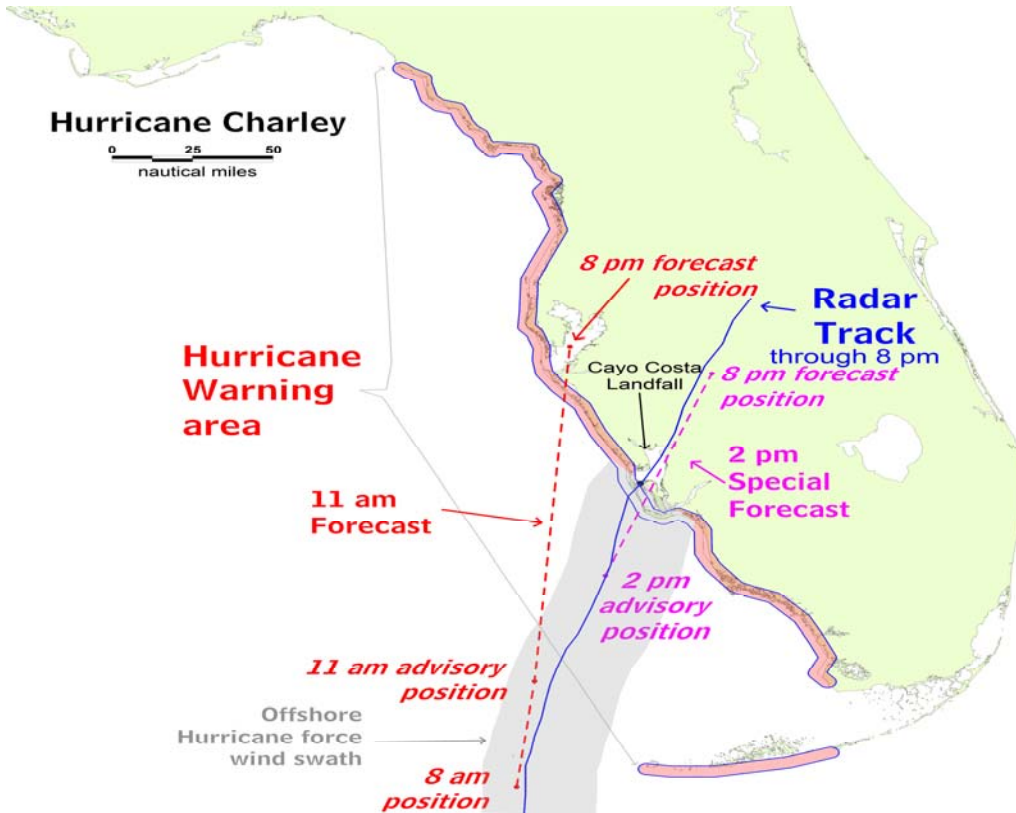 Hurricane Charley
0 25 50
nautical miles
8 pm forecast
position
Radar
Track
through 8 pm
Hurricane
Warning
area
Cayo Costa
Landfall
8 pm forecast
position
2 pm
Special
Forecast
11 am
Forecast
2 pm
advisory
position
11 am advisory
position
Offshore
Hurricane force
wind swath
8 am
position